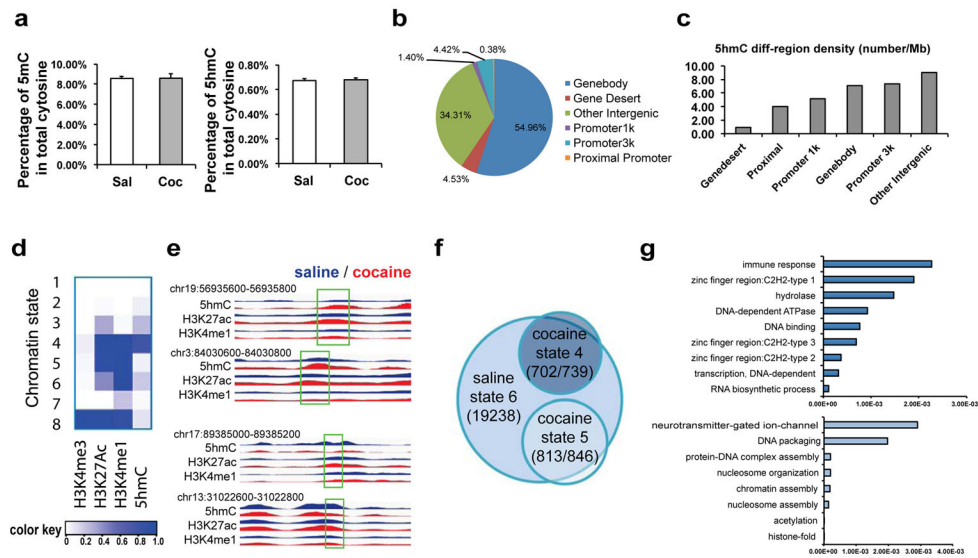 a
Percentage of 5mC
in total cytosine
10.00%
8.00%
6.00%
4.00%
2.00%
0.00%
Sal
Coc
Percentage of 5hmC
in total cytosine
0.80%
0.60%
0.40%
0.20%
0.00%
Sal
Coc
b
4.42%
0.38%
1.40%
34.31%
54.96%
4.53%
Genebody
Gene Desert
Other Intergenic
Promoter1k
Promoter3k
Proximal Promoter
c
5hmC diff-region density (number/Mb)
10.00
8.00
6.00
4.00
2.00
0.00
Genedesert
Proximal
Promoter 1k
Genebody
Promoter 3k
Other Intergenic
d
Chromatin state
1
2
3
4
5
6
7
8
H3K4me3
H3K27Ac
H3K4me1
5hmC
color key
0 0.2 0.4 0.6 0.8 1.0
e
saline / cocaine
chr19:56935600-56935800
5hmC
H3K27ac
H3K4me1
chr3:84030600-84030800
5hmC
H3K27ac
H3K4me1
chr17:89385000-89385200
5hmC
H3K27ac
H3K4me1
chr13:31022600-31022800
5hmC
H3K27ac
H3K4me1
f
saline
state 6
(19238)
cocaine
state 4
(702/739)
cocaine
state 5
(813/846)
g
immune response
zinc finger region:C2H2-type 1
hydrolase
DNA-dependent ATPase
DNA binding
zinc finger region:C2H2-type 3
zinc finger region:C2H2-type 2
transcription, DNA-dependent
RNA biosynthetic process
0.00E+00 1.00E-03 2.00E-03 3.00E-03
neurotransmitter-gated ion-channel
DNA packaging
protein-DNA complex assembly
nucleosome organization
chromatin assembly
nucleosome assembly
acetylation
histone-fold
0.00E+00 1.00E-03 2.00E-03 3.00E-03 4.00E-03